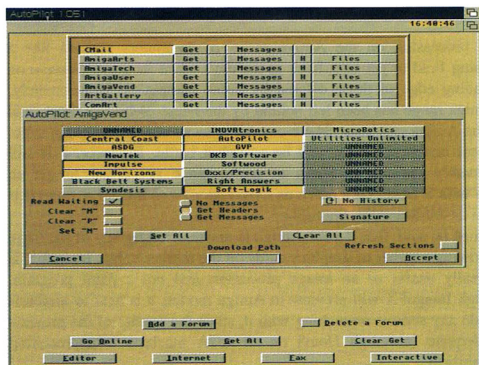 AutoPilot 1.051
16:40:46
CMail Get Messages
AmigaArts Get Messages H Files
AmigaTech Get Messages H Files
AmigaUser Get Messages H Files
AmigaVend Get Messages H Files
ArtGallery Get Messages H Files
ComArt Get Messages H Files
AutoPilot: AmigaVend
UNNAMED INOVAtronics MicroBotics
Central Coast AutoPilot Utilities Unlimited
ASDG GVP UNNAMED
NewTek DKB Software UNNAMED
Impulse Softwood UNNAMED
New Horizons Oxxi/Precision UNNAMED
Black Belt Systems Right Answers UNNAMED
Syndesis Soft-Logik UNNAMED
Read Waiting No Messages No History
Clear "M" Get Headers
Clear "P" Get Messages Signature
Set "M"
Set All CLear All
Download Path Refresh Sections
Cancel Accept
Add a Forum Delete a Forum
Go Online Get All Clear Get
Editor Internet Fax Interactive